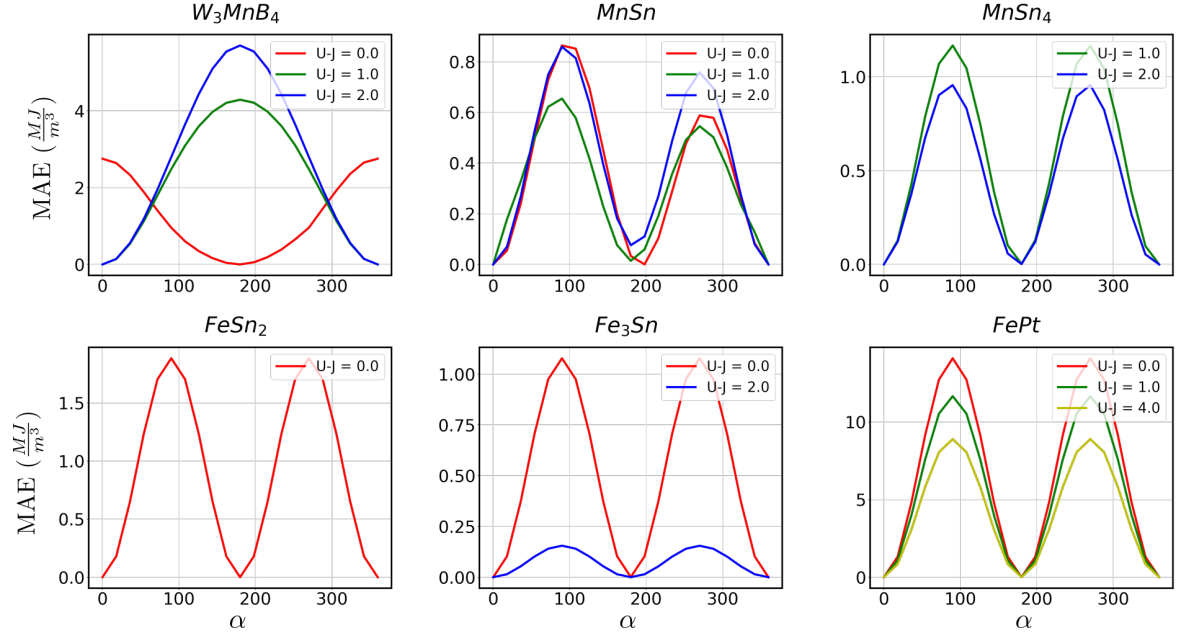 W₃MnB₄
MAE (MJ/m³)
4
2
0
0 100 200 300
U-J = 0.0
U-J = 1.0
U-J = 2.0
MnSn
0.8
0.6
0.4
0.2
0.0
0 100 200 300
U-J = 0.0
U-J = 1.0
U-J = 2.0
MnSn₄
1.0
0.5
0.0
0 100 200 300
U-J = 1.0
U-J = 2.0
FeSn₂
MAE (MJ/m³)
1.5
1.0
0.5
0.0
0 100 200 300
α
U-J = 0.0
Fe₃Sn
1.00
0.75
0.50
0.25
0.00
0 100 200 300
α
U-J = 0.0
U-J = 2.0
FePt
10
5
0
0 100 200 300
α
U-J = 0.0
U-J = 1.0
U-J = 4.0